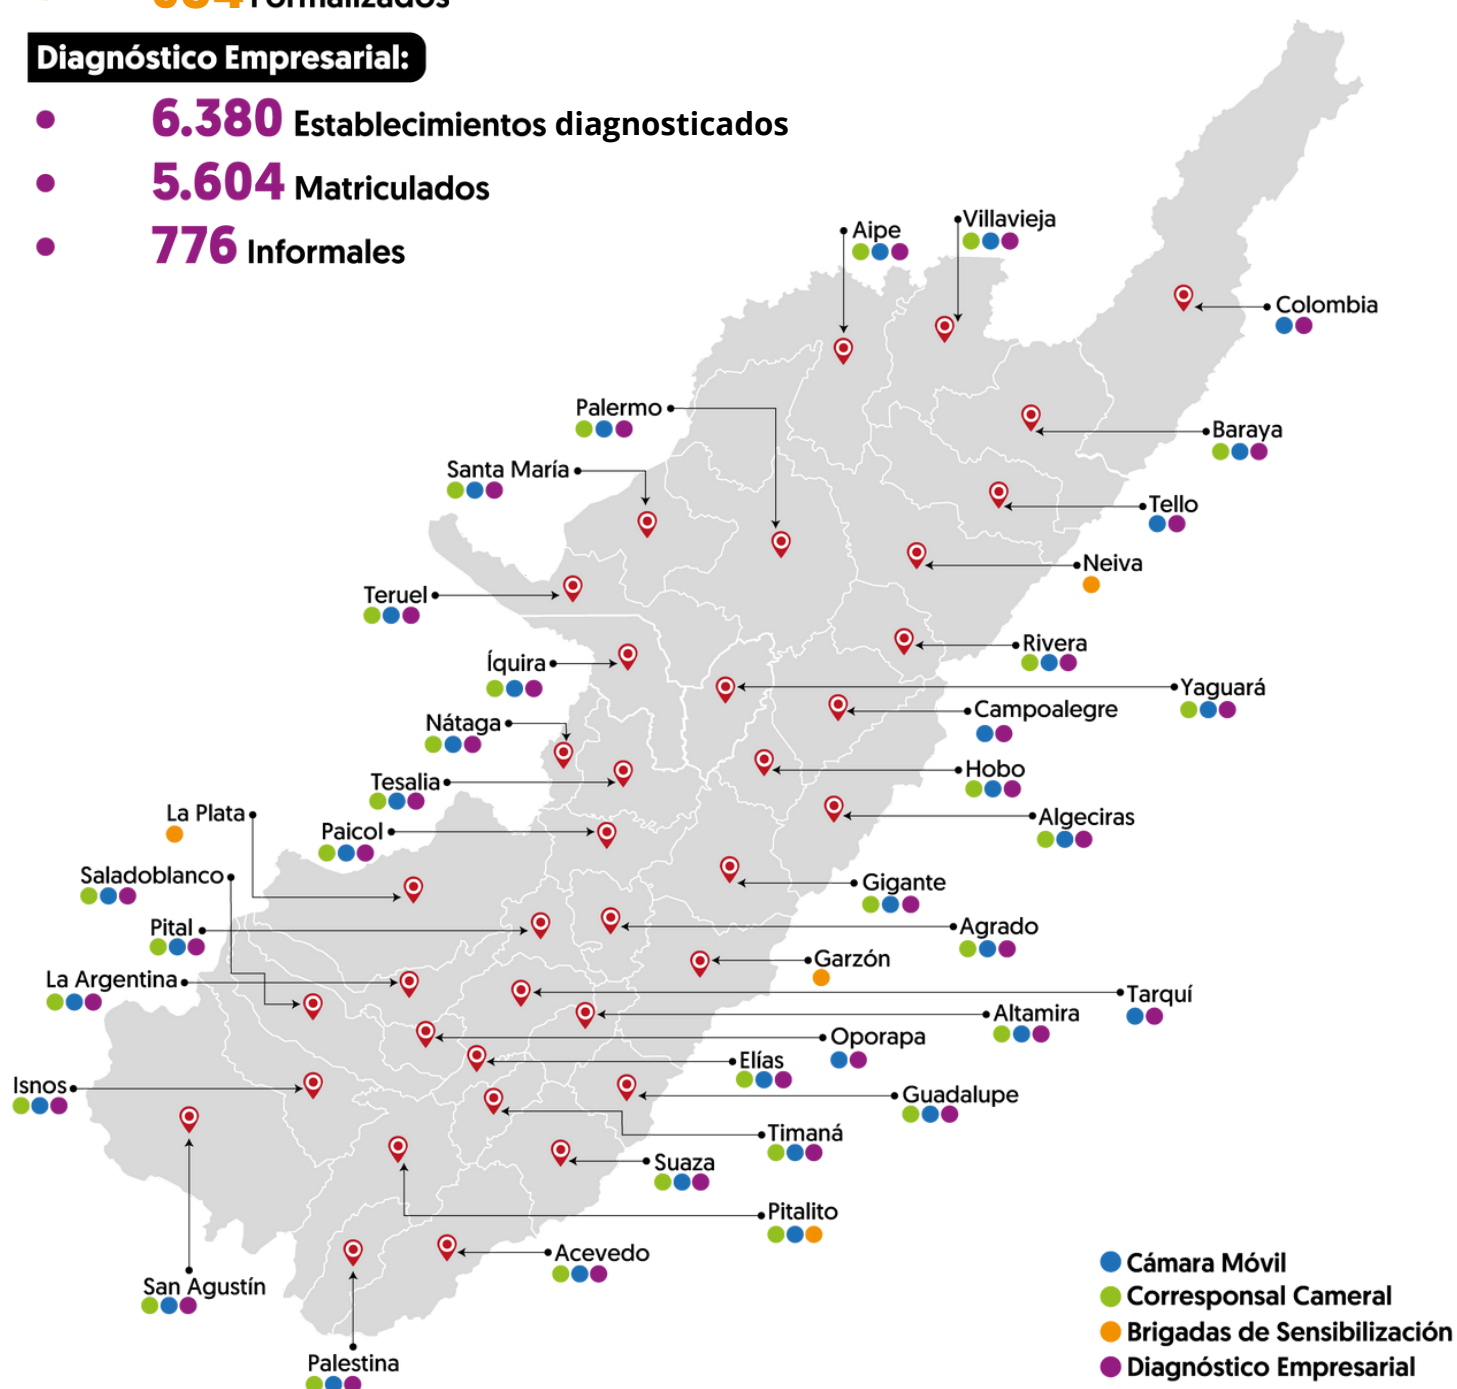 Formalizados
Diagnóstico Empresarial:
6.380 Establecimientos diagnosticados
5.604 Matriculados
776 Informales
Villavieja
Aipe
Colombia
Palermo
Baraya
Santa María
Tello
Neiva
Teruel
Rivera
Íquira
Yaguará
Campoalegre
Nátaga
Hobo
Tesalia
La Plata
Algeciras
Paicol
Saladoblanco
Gigante
Pital
Agrado
Garzón
La Argentina
Tarquí
Altamira
Oporapa
Elías
Isnos
Guadalupe
Timaná
Suaza
Pitalito
Acevedo
San Agustín
Palestina
Cámara Móvil
Corresponsal Cameral
Brigadas de Sensibilización
Diagnóstico Empresarial